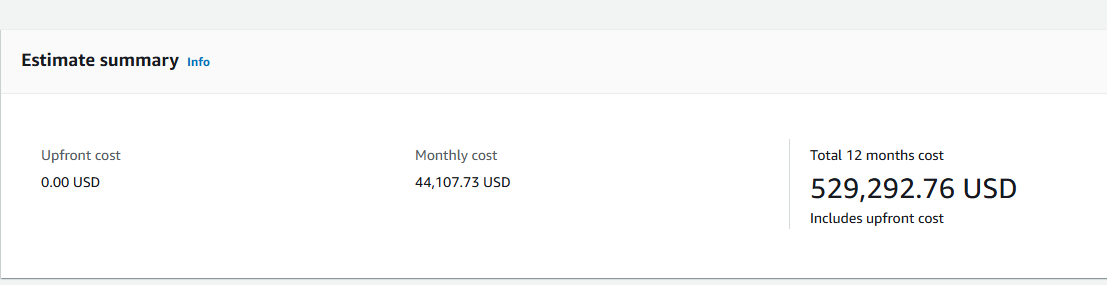 Estimate summary Info
Upfront cost
0.00 USD
Monthly cost
44,107.73 USD
Total 12 months cost
529,292.76 USD
Includes upfront cost